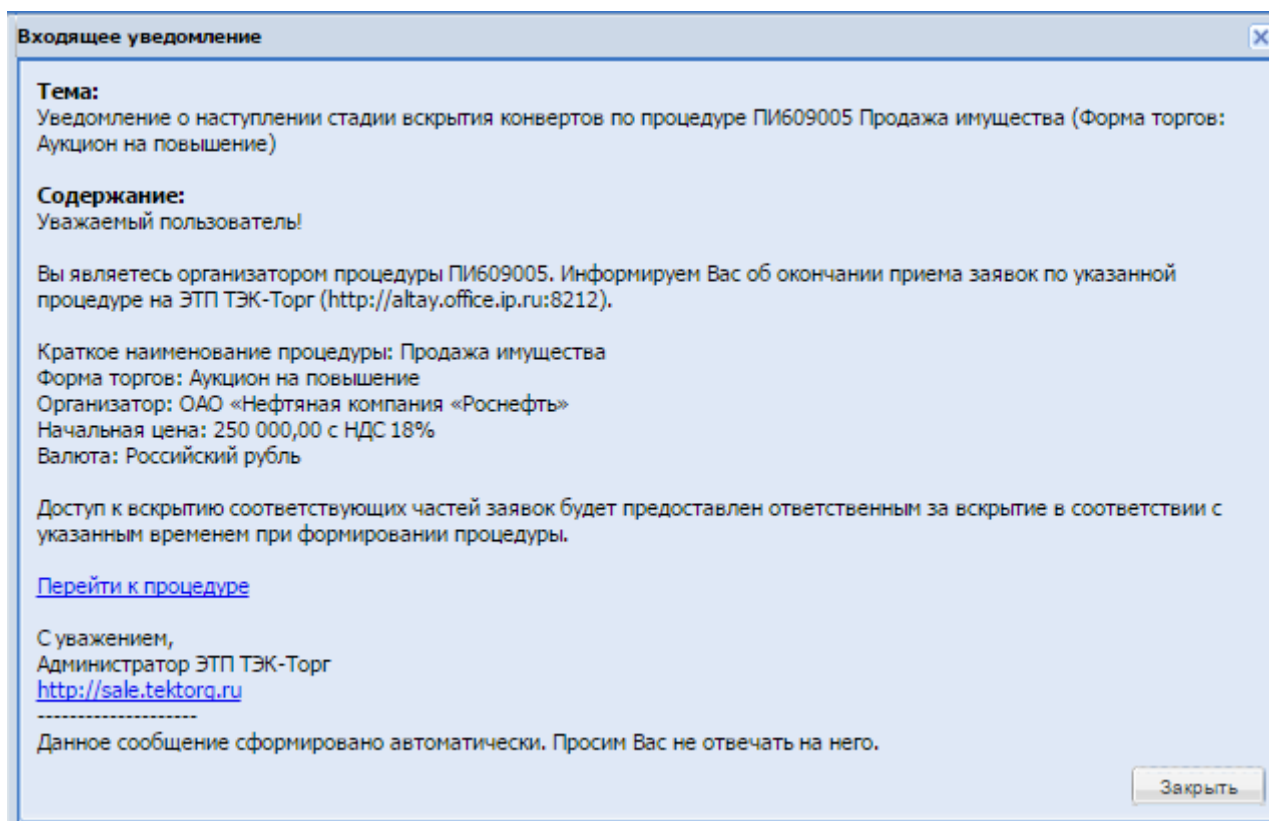 Входящее уведомление
Тема:
Уведомление о наступлении стадии вскрытия конвертов по процедуре ПИ609005 Продажа имущества (Форма торгов:
Аукцион на повышение)
Содержание:
Уважаемый пользователь!
Вы являетесь организатором процедуры ПИ609005. Информируем Вас об окончании приема заявок по указанной
процедуре на ЭТП ТЭК-Торг (http://altay.office.ip.ru:8212).
Краткое наименование процедуры: Продажа имущества
Форма торгов: Аукцион на повышение
Организатор: ОАО «Нефтяная компания «Роснефть»
Начальная цена: 250 000,00 с НДС 18%
Валюта: Российский рубль
Доступ к вскрытию соответствующих частей заявок будет предоставлен ответственным за вскрытие в соответствии с
указанным временем при формировании процедуры.
Перейти к процедуре
С уважением,
Администратор ЭТП ТЭК-Торг
http://sale.tektorg.ru
--------------------
Данное сообщение сформировано автоматически. Просим Вас не отвечать на него.
Закрыть